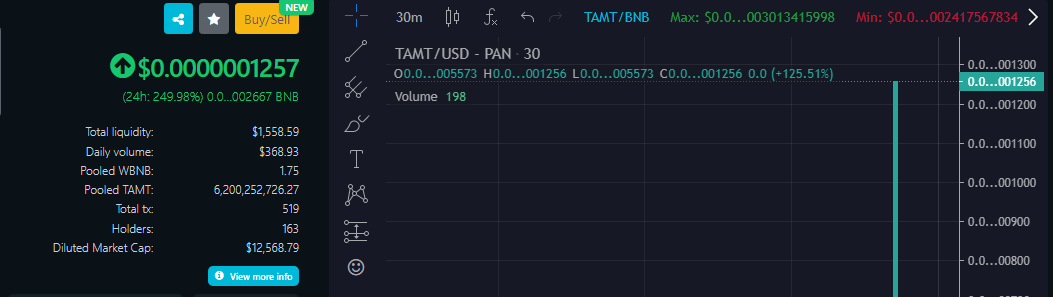 NEW
Buy/Sell
$0.0000001257
(24h: 249.98%) 0.0...002667 BNB
Total liquidity: $1,558.59
Daily volume: $368.93
Pooled WBNB: 1.75
Pooled TAMT: 6,200,252,726.27
Total tx: 519
Holders: 163
Diluted Market Cap: $12,568.79
View more info
30m TAMT/BNB Max: $0.0...003013415998 Min: $0.0...002417567834
TAMT/USD - PAN · 30
O0.0...005573 H0.0...001256 L0.0...005573 C0.0...001256 0.0 (+125.51%)
Volume 198
0.0...001300
0.0...001256
0.0...001200
0.0...001100
0.0...001000
0.0...00900
0.0...00800